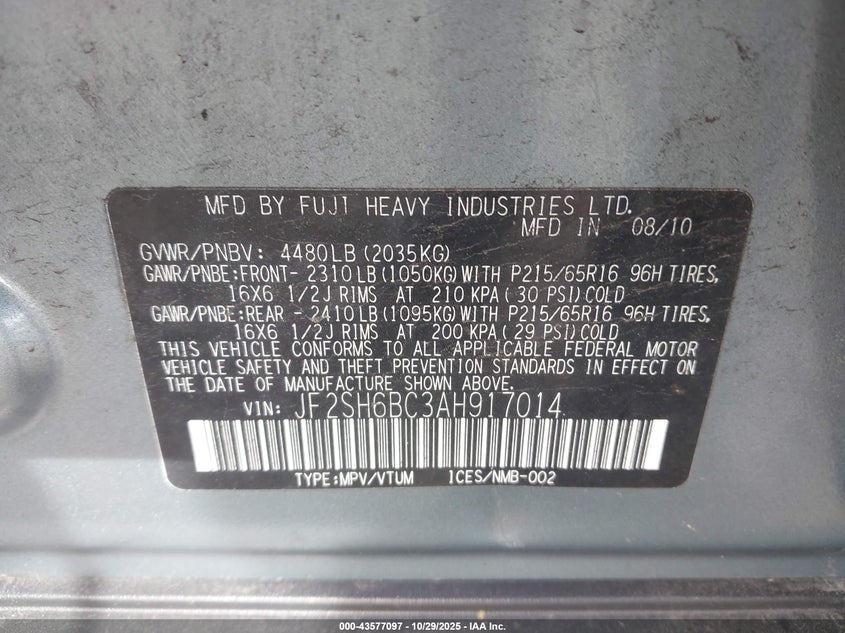 MFD BY FUJI HEAVY INDUSTRIES LTD.
MFD IN 08/10
GVWR/PNBV: 4480LB(2035KG)
GAWR/PNBE:FRONT- 2310LB(1050KG)WITH P215/65R16 96H TIRES,
16X6 1/2J RIMS AT 210 KPA(30 PSI)COLD
GAWR/PNBE:REAR - 2410LB(1095KG)WITH P215/65R16 96H TIRES,
16X6 1/2J RIMS AT 200 KPA(29 PSI)COLD
THIS VEHICLE CONFORMS TO ALL APPLICABLE FEDERAL MOTOR
VEHICLE SAFETY AND THEFT PREVENTION STANDARDS IN EFFECT ON
THE DATE OF MANUFACTURE SHOWN ABOVE.
VIN: JF2SH6BC3AH917014
TYPE:MPV/VTUM ICES/NMB-002
000-43577097 - 10/29/2025 - IAA Inc.